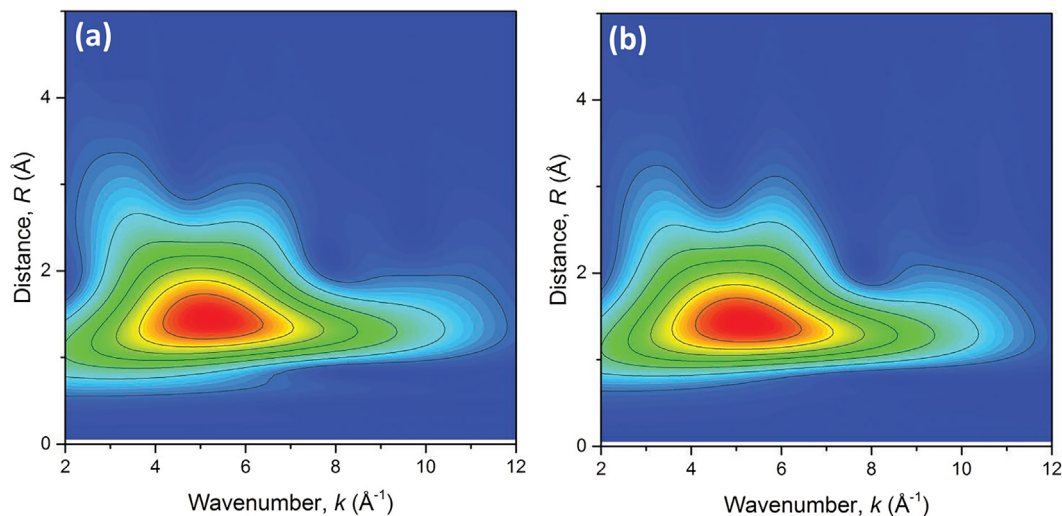 (a)
4
2
0
Distance, R (Å)
2 4 6 8 10 12
Wavenumber, k (Å-1)
(b)
4
2
0
Distance, R (Å)
2 4 6 8 10 12
Wavenumber, k (Å-1)